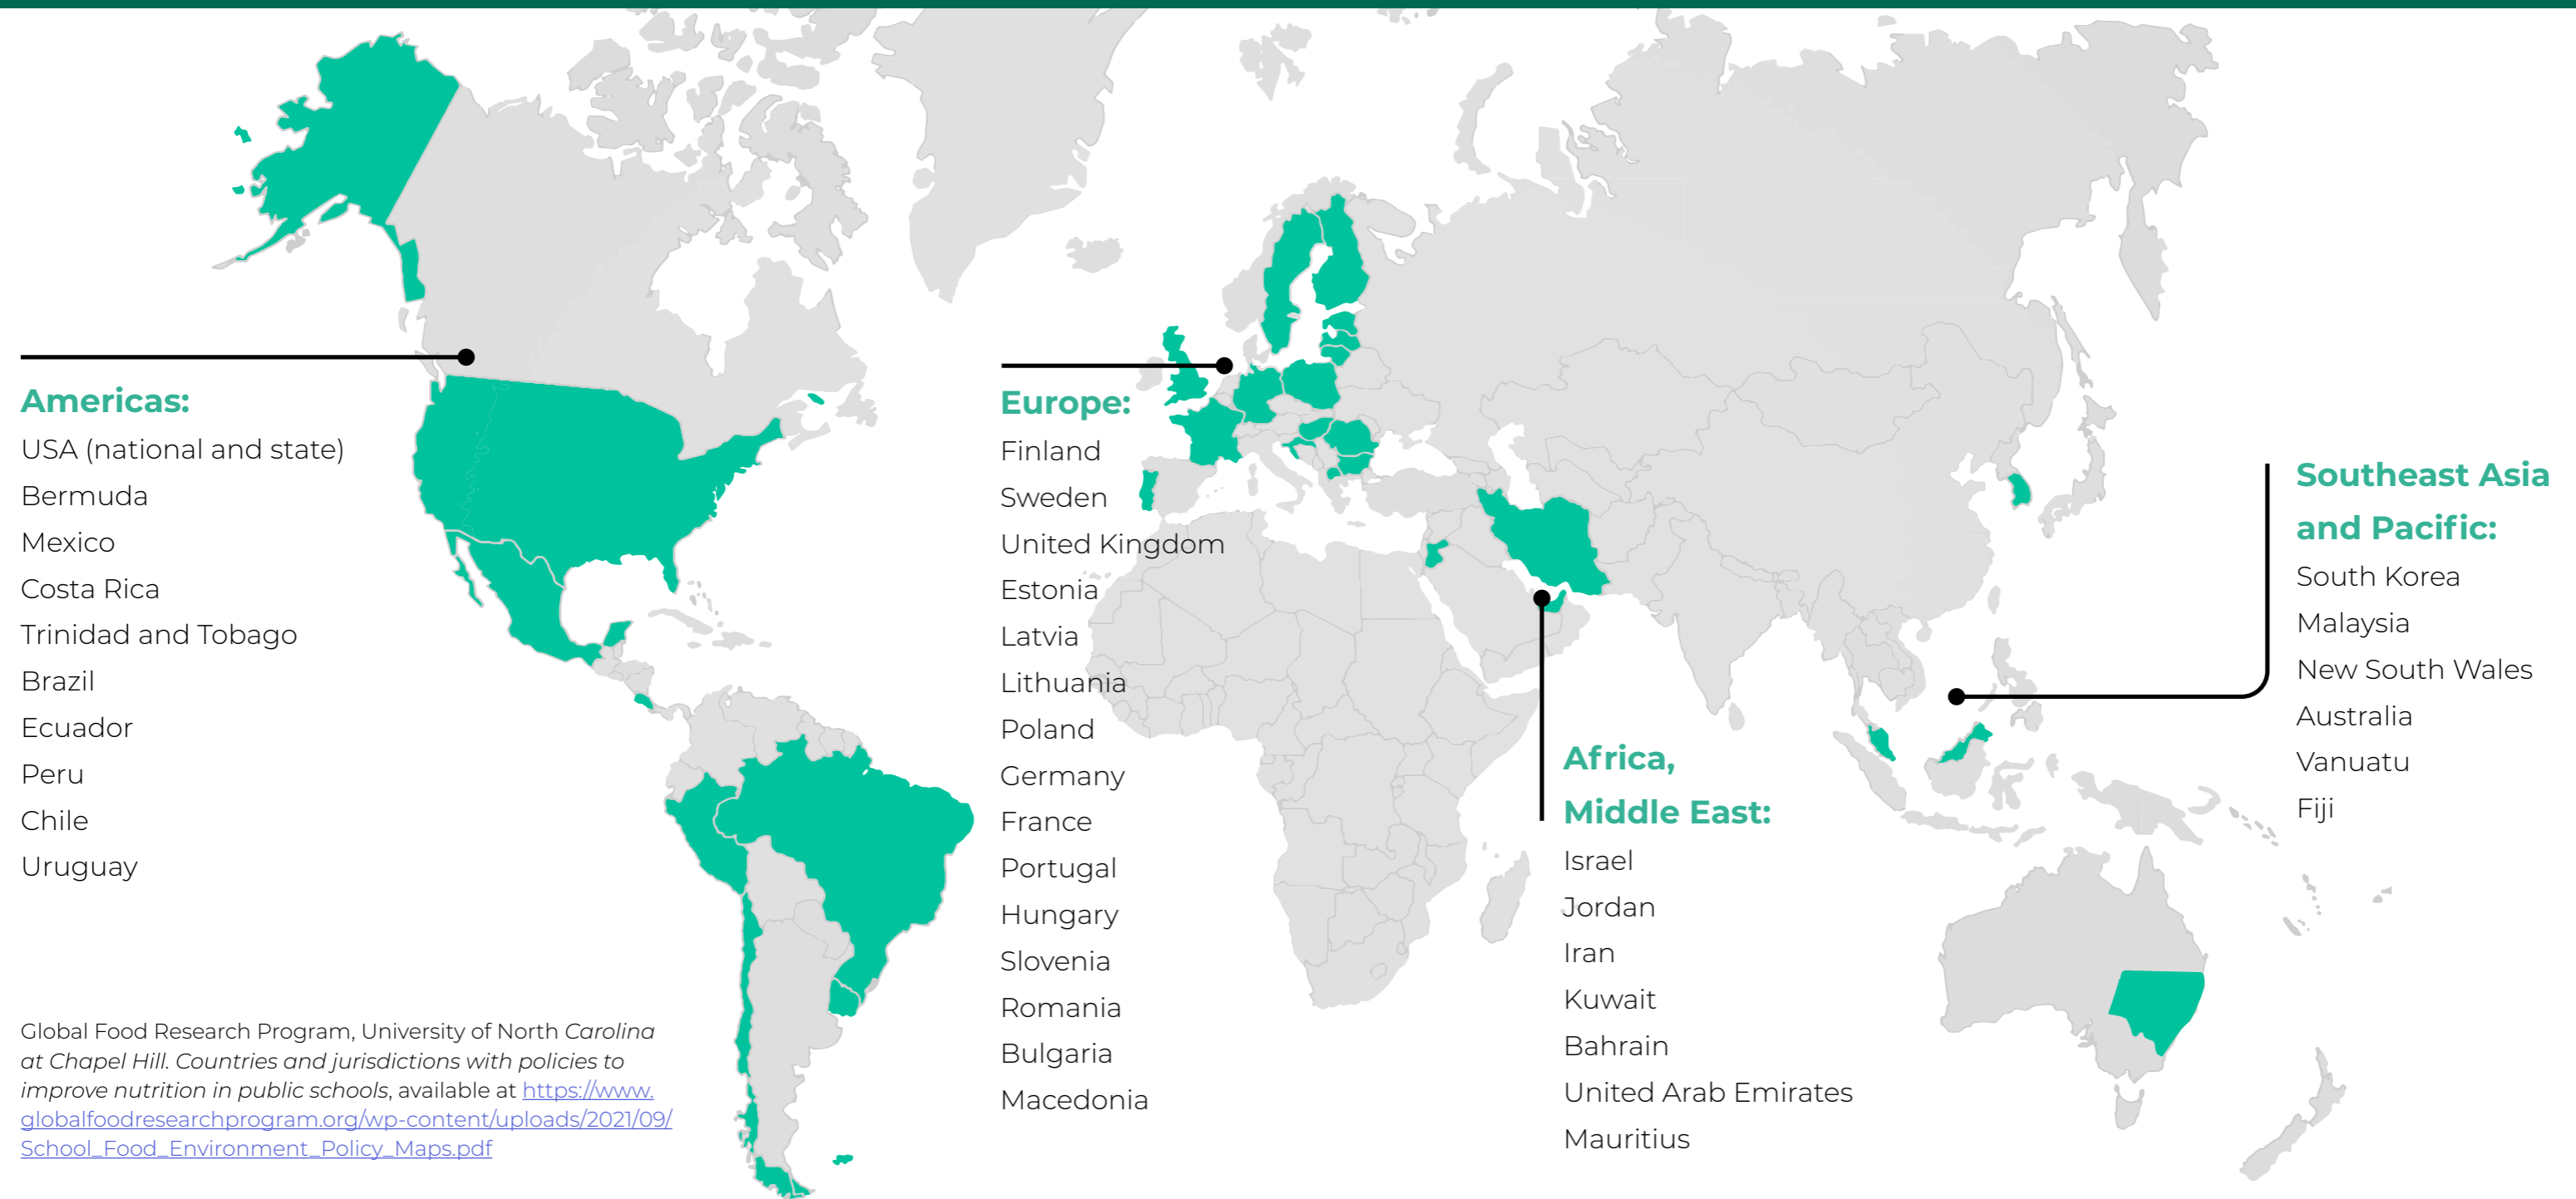 Americas:
USA (national and state)
Bermuda
Mexico
Costa Rica
Trinidad and Tobago
Brazil
Ecuador
Peru
Chile
Uruguay
Global Food Research Program, University of North Carolina
at Chapel Hill. Countries and jurisdictions with policies to
improve nutrition in public schools, available at https://www.
globalfoodresearchprogram.org/wp-content/uploads/2021/09/
School_Food_Environment_Policy_Maps.pdf
Europe:
Finland
Sweden
United Kingdom
Estonia
Latvia
Lithuania
Poland
Germany
France
Portugal
Hungary
Slovenia
Romania
Bulgaria
Macedonia
Africa,
Middle East:
Israel
Jordan
Iran
Kuwait
Bahrain
United Arab Emirates
Mauritius
Southeast Asia
and Pacific:
South Korea
Malaysia
New South Wales
Australia
Vanuatu
Fiji